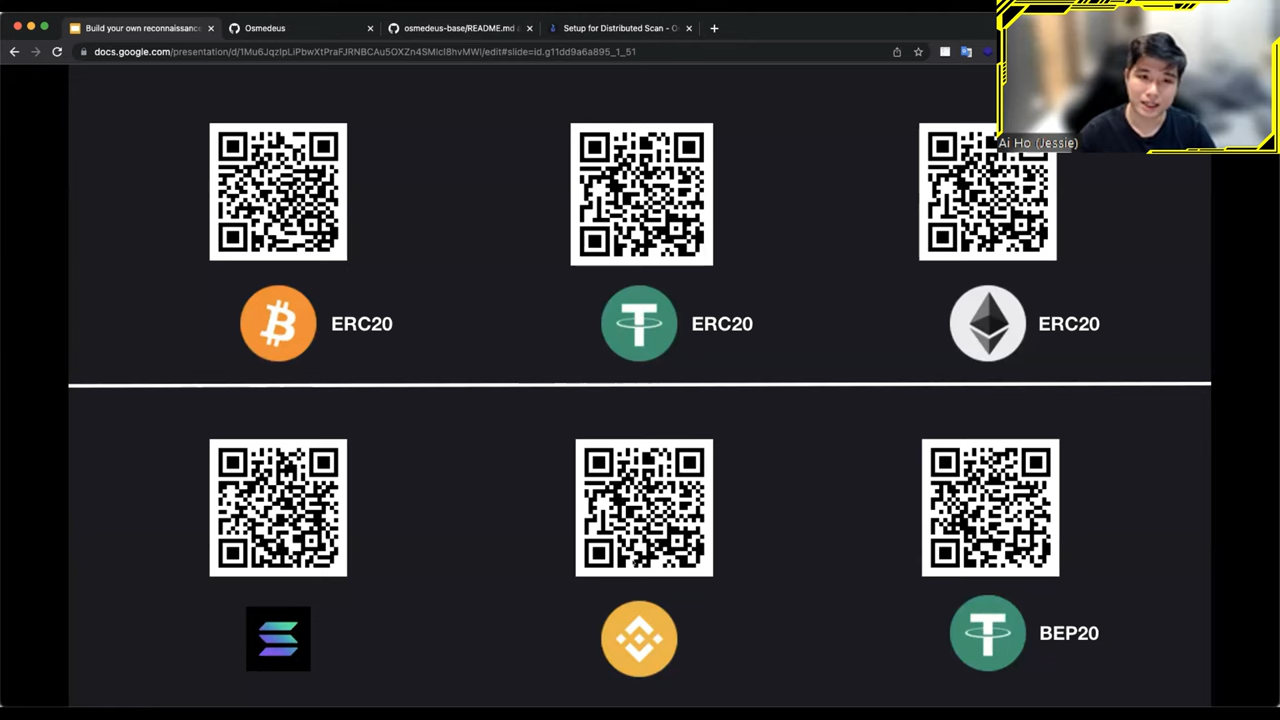 Build your own reconnaissance
Osmedeus
osmedeus-base/README.md a
Setup for Distributed Scan - O
docs.google.com/presentation/d/1Mu6JqzIpLiPbwXtPraFJRNBCAu5OXZn4SMicI8hvMWI/edit#slide=id.g11dd9a6a895_1_51
Ai Ho (Jessie)
ERC20
ERC20
ERC20
BEP20